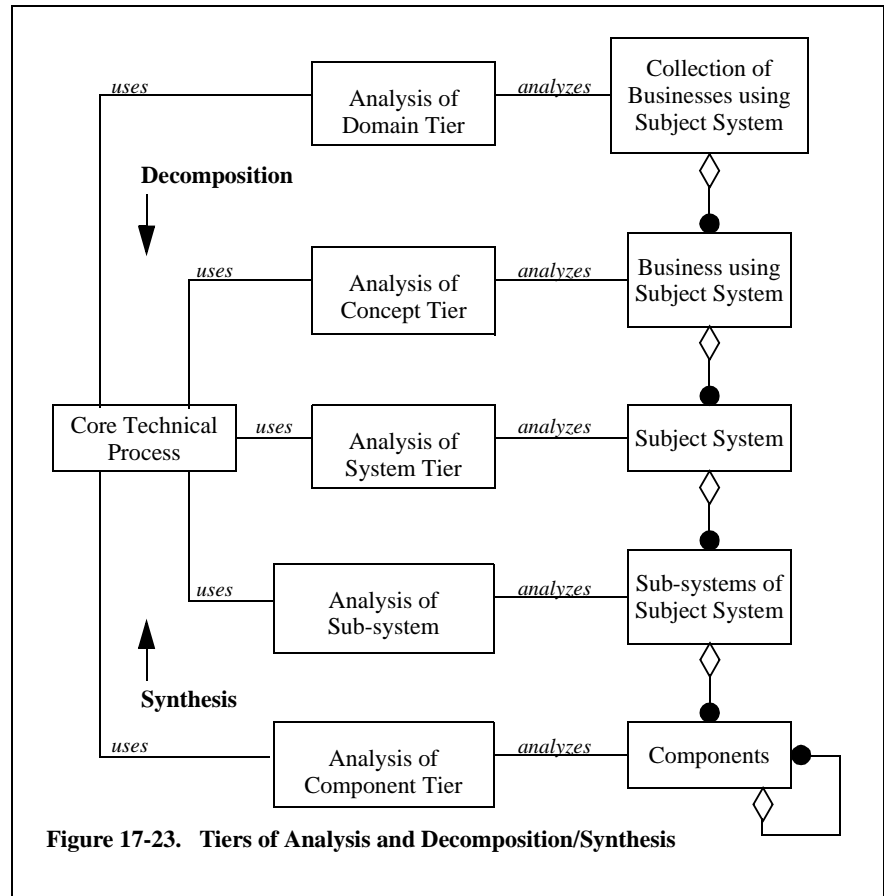 uses
Analysis of
Domain Tier
analyzes
Collection of
Businesses using
Subject System
Decomposition
uses
Analysis of
Concept Tier
analyzes
Business using
Subject System
Core Technical
Process
uses
Analysis of
System Tier
analyzes
Subject System
uses
Analysis of
Sub-system
analyzes
Sub-systems of
Subject System
Synthesis
uses
Analysis of
Component Tier
analyzes
Components
Figure 17-23. Tiers of Analysis and Decomposition/Synthesis